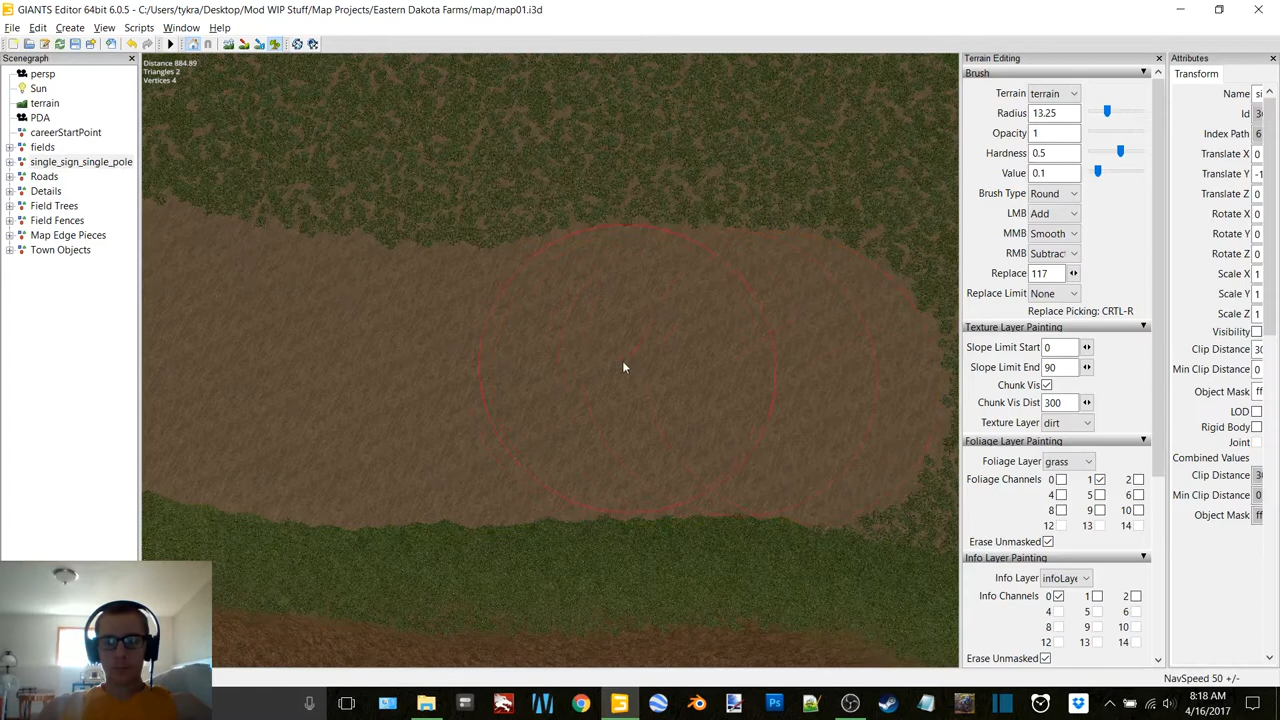 GIANTS Editor 64bit 6.0.5 - C:/Users/tykra/Desktop/Mod WIP Stuff/Map Projects/Eastern Dakota Farms/map/map01.i3d
File Edit Create View Scripts Window Help
Scenegraph
persp
Sun
terrain
PDA
careerStartPoint
fields
single_sign_single_pole
Roads
Details
Field Trees
Field Fences
Map Edge Pieces
Town Objects
Distance 884.89
Triangles 2
Vertices 4
Terrain Editing
Brush
Terrain terrain
Radius 13.25
Opacity 1
Hardness 0.5
Value 0.1
Brush Type Round
LMB Add
MMB Smooth
RMB Subtrac
Replace 117
Replace Limit None
Replace Picking: CRTL-R
Texture Layer Painting
Slope Limit Start 0
Slope Limit End 90
Chunk Vis
Chunk Vis Dist 300
Texture Layer dirt
Foliage Layer Painting
Foliage Layer grass
Foliage Channels 0 1 2
4 5 6
8 9 10
12 13 14
Erase Unmasked
Info Layer Painting
Info Layer infoLaye
Info Channels 0 1 2
4 5 6
8 9 10
12 13 14
Erase Unmasked
Attributes
Transform
Name si
Id 3
Index Path 6
Translate X 0
Translate Y -1
Translate Z 0
Rotate X 0
Rotate Y 0
Rotate Z 0
Scale X 1
Scale Y 1
Scale Z 1
Visibility
Clip Distance 30
Min Clip Distance 0
Object Mask ff
LOD
Rigid Body
Joint
Combined Values
Clip Distance 30
Min Clip Distance 0
Object Mask ff
NavSpeed 50 +/-
8:18 AM
4/16/2017